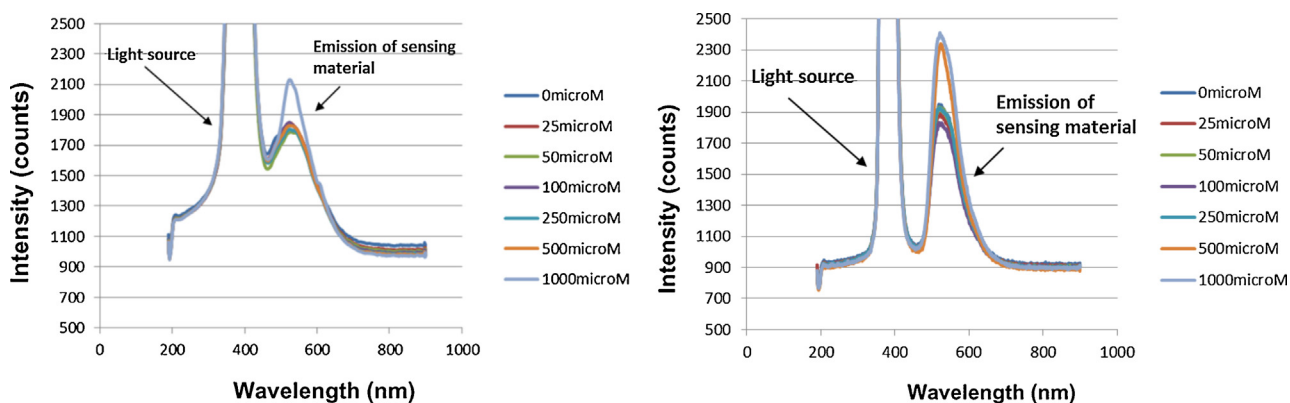 2500
2300
2100
1900
1700
1500
1300
1100
900
700
500
Intensity (counts)
Light source
Emission of sensing
material
0
200
400
600
800
1000
Wavelength (nm)
0microM
25microM
50microM
100microM
250microM
500microM
1000microM
2500
2300
2100
1900
1700
1500
1300
1100
900
700
500
Intensity (counts)
Light source
Emission of
sensing material
0
200
400
600
800
1000
Wavelength (nm)
0microM
25microM
50microM
100microM
250microM
500microM
1000microM